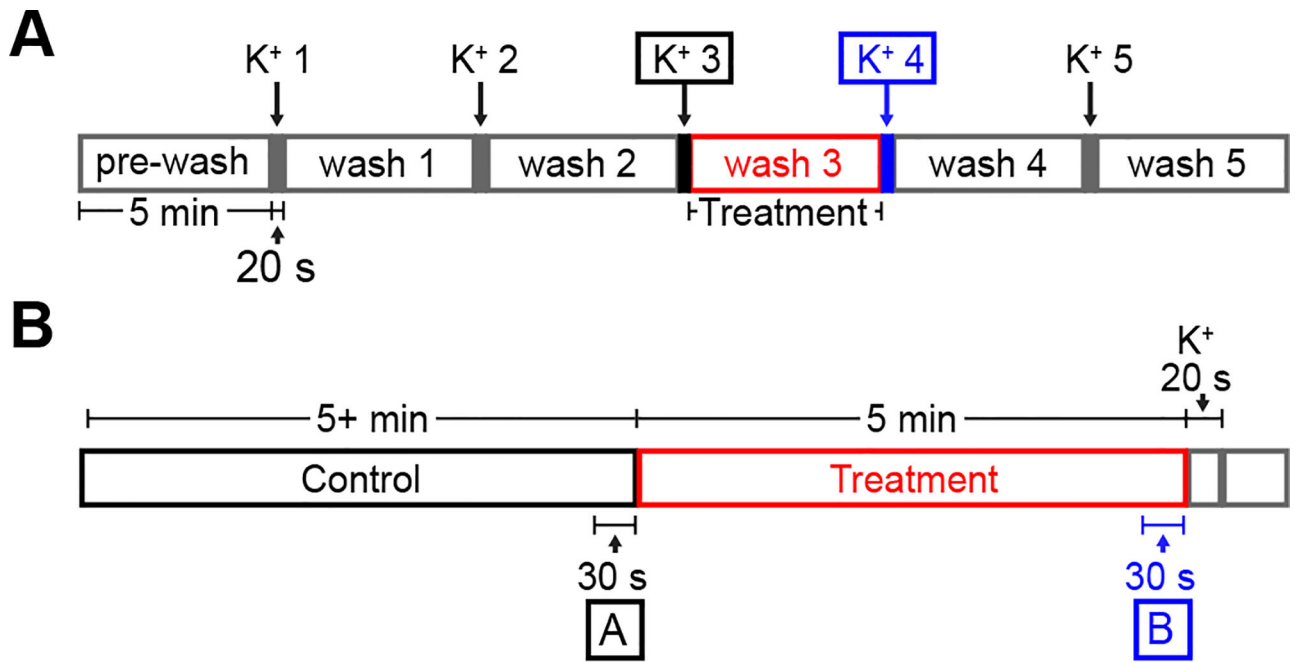 A
K⁺ 1 K⁺ 2 K⁺ 3 K⁺ 4 K⁺ 5
pre-wash wash 1 wash 2 wash 3 wash 4 wash 5
5 min Treatment
20 s
B
K⁺
20 s
5+ min 5 min
Control Treatment
30 s 30 s
A B